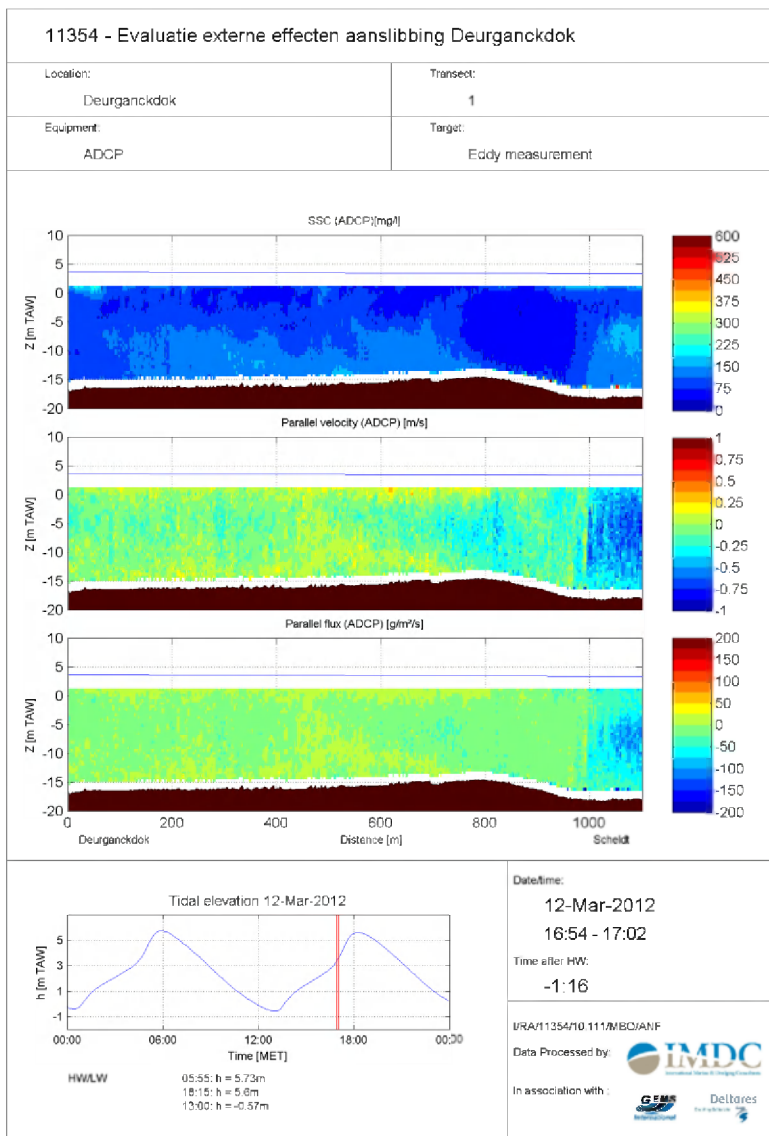 11354 - Evaluatie externe effecten aanslibbing Deurganckdok
Location:
Deurganckdok
Transect:
1
Equipment:
ADCP
Target:
Eddy measurement
SSC (ADCP)[mg/l]
10
5
0
-5
-10
-15
-20
Z [m TAW]
600
525
450
375
300
225
150
75
0
Parallel velocity (ADCP) [m/s]
10
5
0
-5
-10
-15
-20
Z [m TAW]
1
0.75
0.5
0.25
0
-0.25
-0.5
-0.75
-1
Parallel flux (ADCP) [g/m²/s]
10
5
0
-5
-10
-15
-20
Z [m TAW]
200
150
100
50
0
-50
-100
-150
-200
0 200 400 600 800 1000
Deurganckdok Distance [m] Scheldt
Tidal elevation 12-Mar-2012
5
3
1
-1
h [m TAW]
00:00 06:00 12:00 18:00 00:00
Time [MET]
HW/LW
05:55: h = 5.73m
18:15: h = 5.6m
13:00: h = -0.57m
Date/time:
12-Mar-2012
16:54 - 17:02
Time after HW:
-1:16
I/RA/11354/10.111/MBO/ANF
Data Processed by:
IMDC
International Marine & Dredging Consultants
In association with :
GEMS
International
Deltares